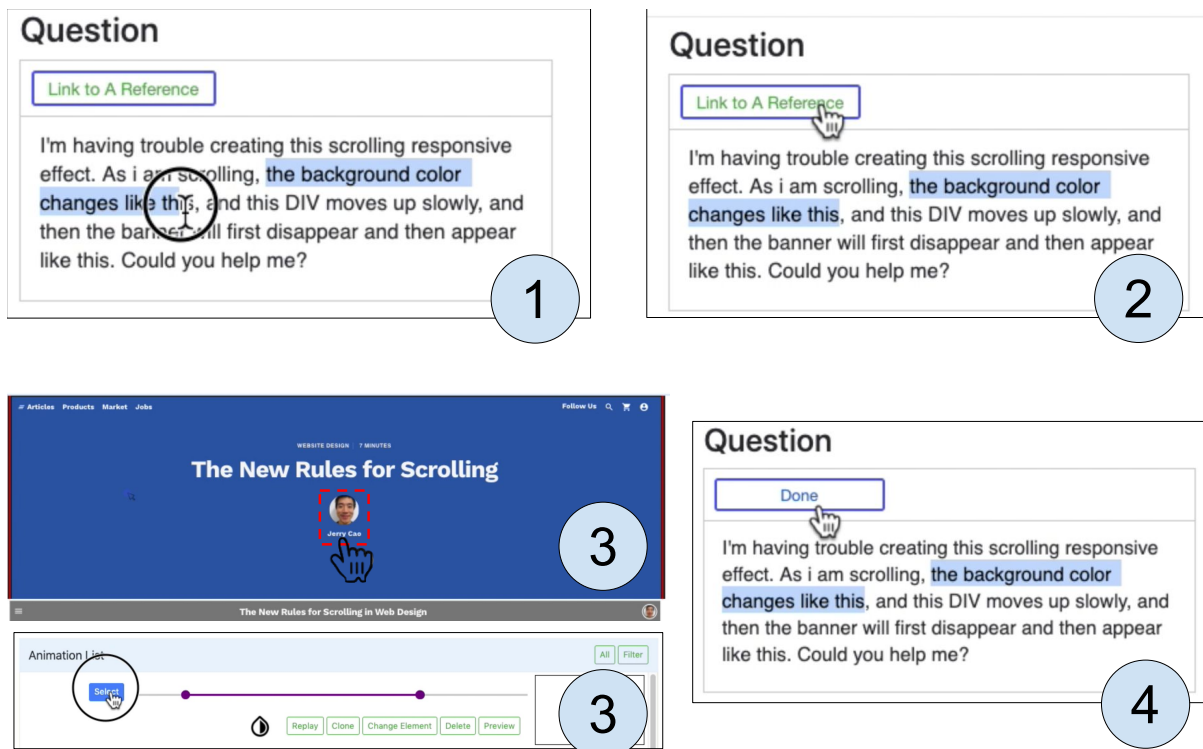 Question
Link to A Reference
I'm having trouble creating this scrolling responsive
effect. As i am scrolling, the background color
changes like this, and this DIV moves up slowly, and
then the banner will first disappear and then appear
like this. Could you help me?
1
Question
Link to A Reference
I'm having trouble creating this scrolling responsive
effect. As i am scrolling, the background color
changes like this, and this DIV moves up slowly, and
then the banner will first disappear and then appear
like this. Could you help me?
2
Articles Products Market Jobs Follow Us
WEBSITE DESIGN | 7 MINUTES
The New Rules for Scrolling
Jerry Cao
3
The New Rules for Scrolling in Web Design
Animation List All Filter
Select
Replay Clone Change Element Delete Preview
3
Question
Done
I'm having trouble creating this scrolling responsive
effect. As i am scrolling, the background color
changes like this, and this DIV moves up slowly, and
then the banner will first disappear and then appear
like this. Could you help me?
4